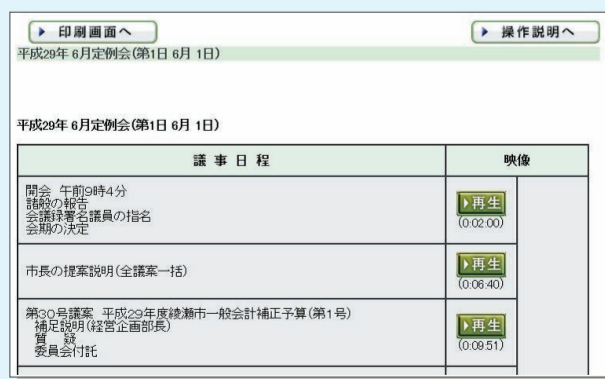 印刷画面へ
操作説明へ
平成29年 6月定例会(第1日 6月 1日)
平成29年 6月定例会(第1日 6月 1日)
議 事 日 程
映像
開会 午前9時4分
諸般の報告
会議録署名議員の指名
会期の決定
再生
(0:02:00)
市長の提案説明(全議案一括)
再生
(0:06:40)
第30号議案 平成29年度綾瀬市一般会計補正予算(第1号)
補足説明(経営企画部長)
質 疑
委員会付託
再生
(0:09:51)